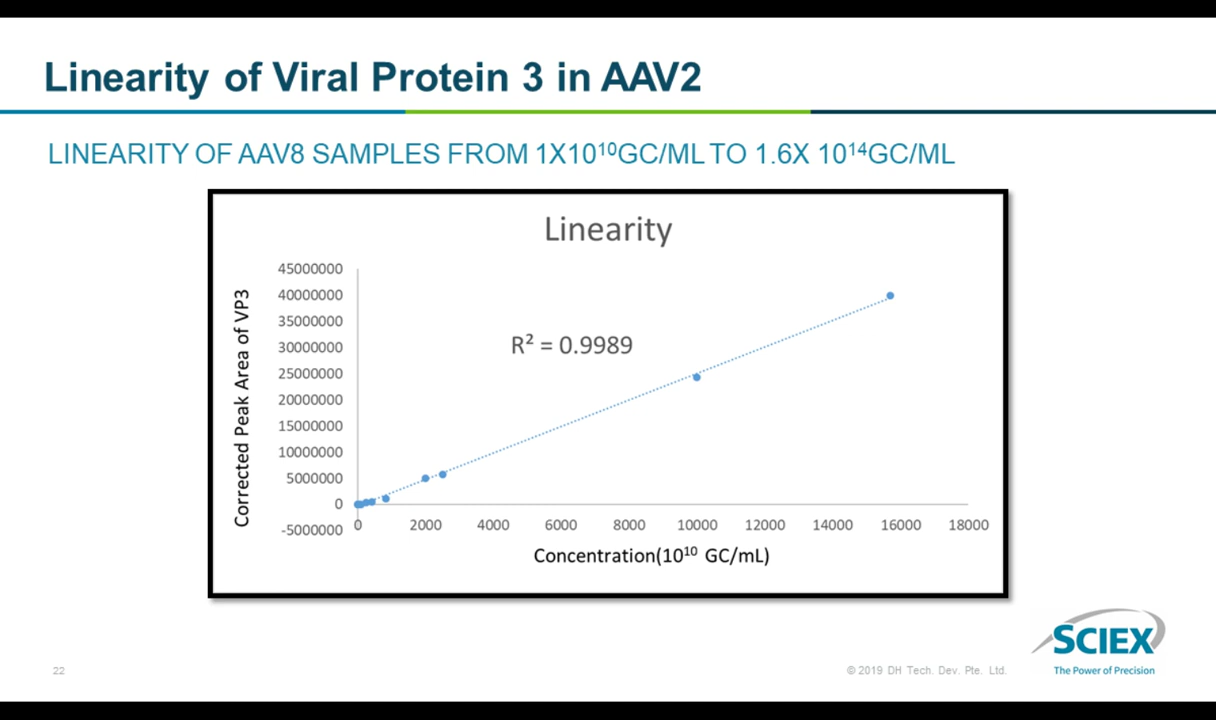 Linearity of Viral Protein 3 in AAV2
LINEARITY OF AAV8 SAMPLES FROM 1X10¹⁰GC/ML TO 1.6X 10¹⁴GC/ML
Linearity
Corrected Peak Area of VP3
45000000
40000000
35000000
30000000
25000000
20000000
15000000
10000000
5000000
0
-5000000
R² = 0.9989
0 2000 4000 6000 8000 10000 12000 14000 16000 18000
Concentration(10¹⁰ GC/mL)
SCIEX
The Power of Precision
22
© 2019 DH Tech. Dev. Pte. Ltd.